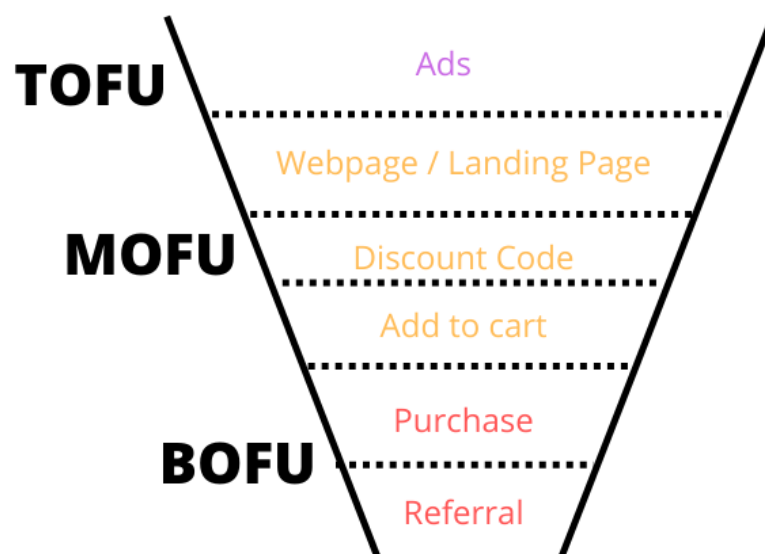 Ads
TOFU
Webpage / Landing Page
MOFU
Discount Code
Add to cart
Purchase
BOFU
Referral